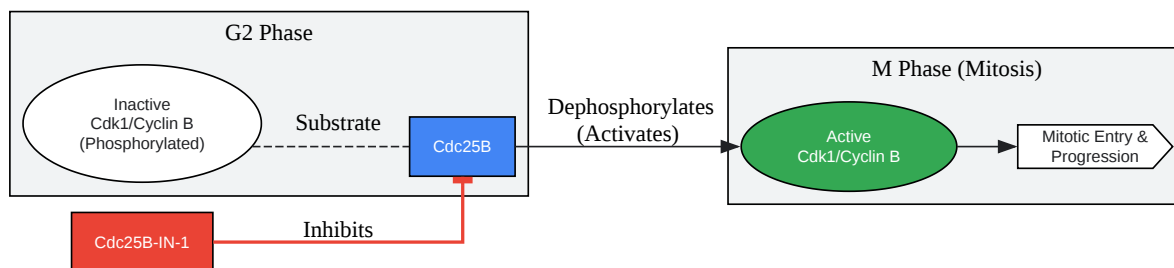 G2 Phase
Inactive
Cdk1/Cyclin B
(Phosphorylated)
Substrate
Cdc25B
Dephosphorylates
(Activates)
M Phase (Mitosis)
Active
Cdk1/Cyclin B
Mitotic Entry &
Progression
Cdc25B-IN-1
Inhibits